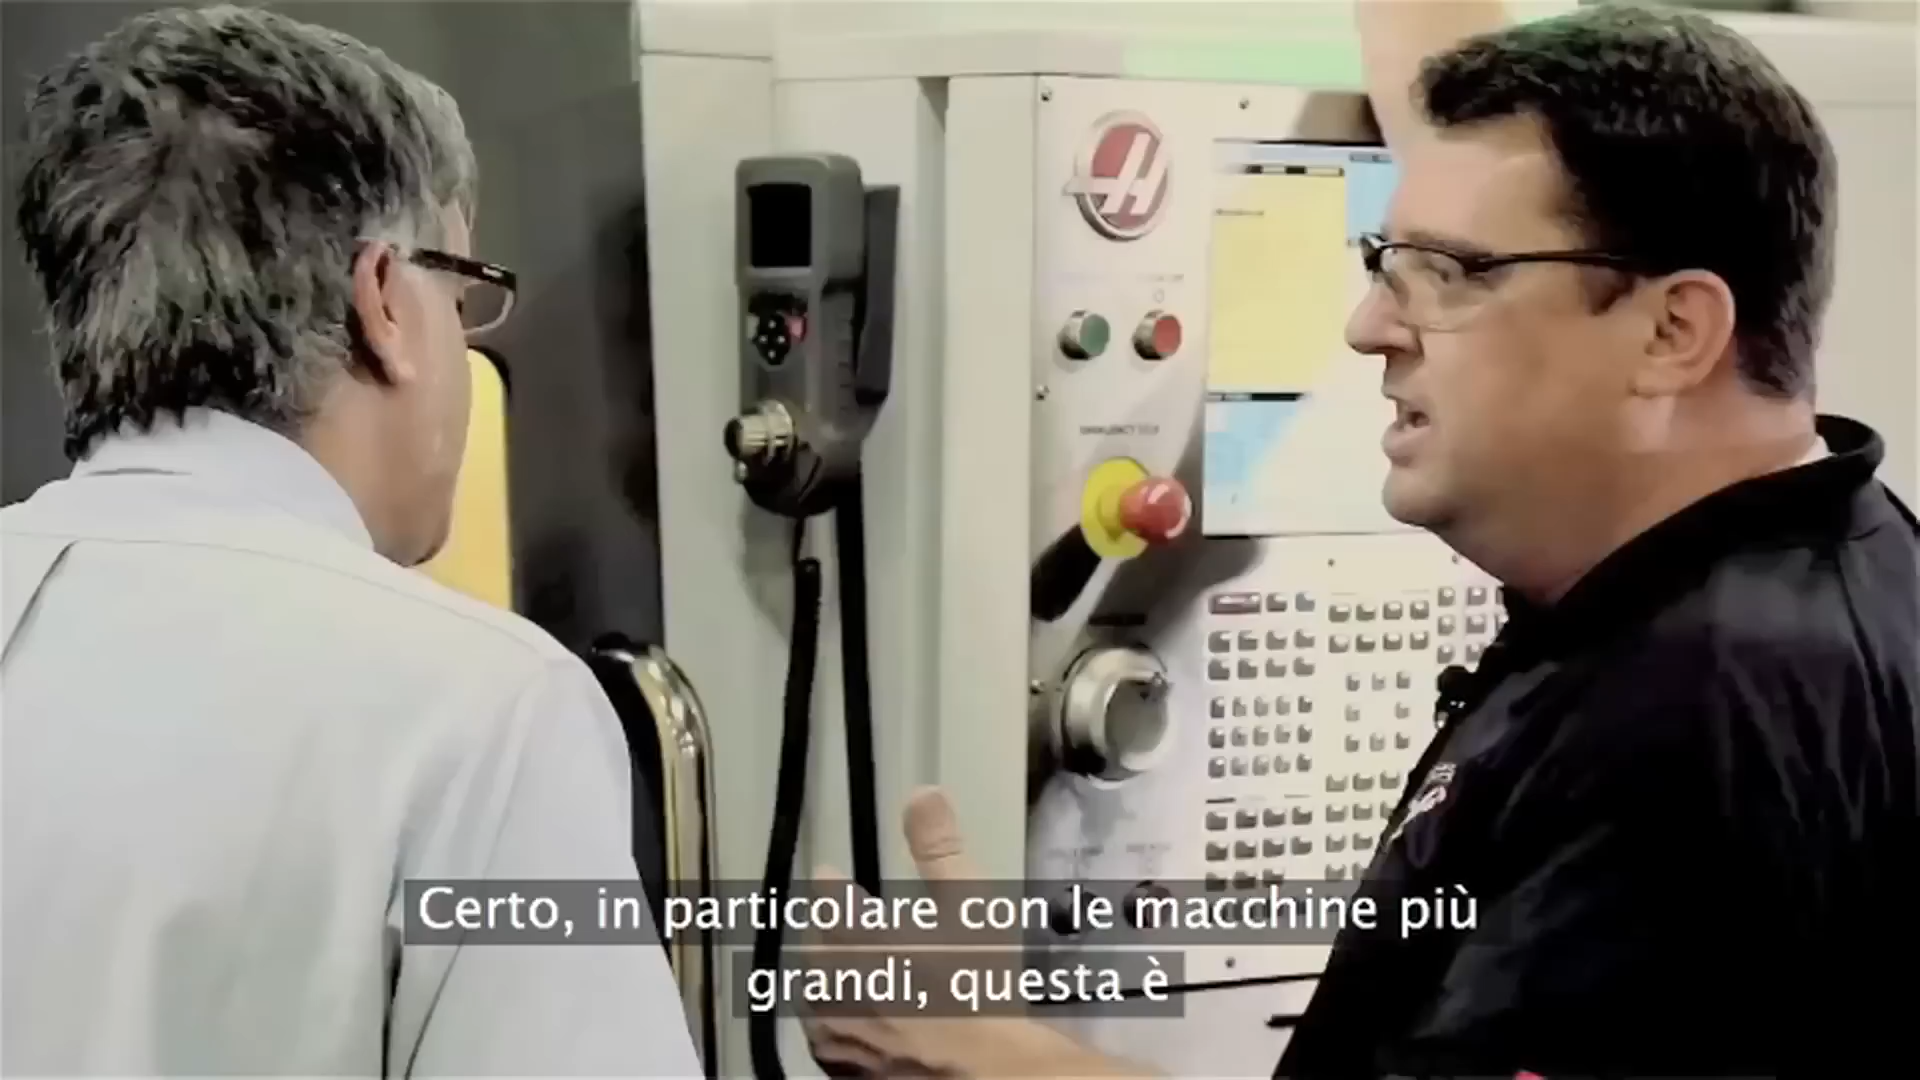 Certo, in particolare con le macchine più
grandi, questa è